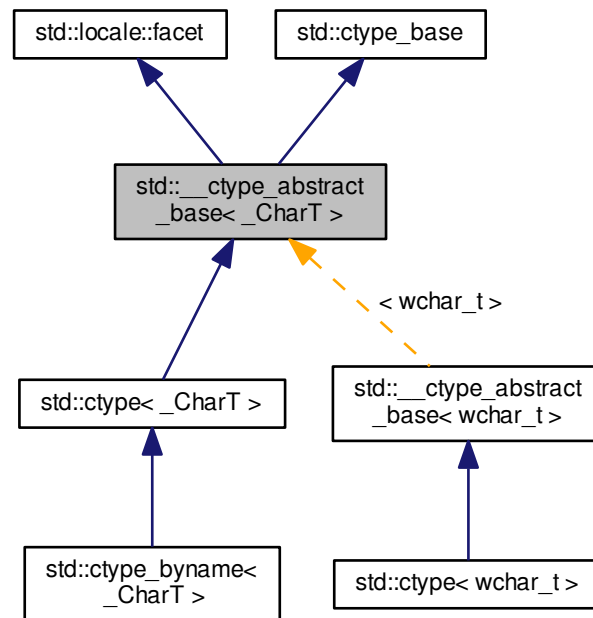 std::locale::facet
std::ctype_base
std::__ctype_abstract
_base< _CharT >
< wchar_t >
std::ctype< _CharT >
std::__ctype_abstract
_base< wchar_t >
std::ctype_byname<
_CharT >
std::ctype< wchar_t >